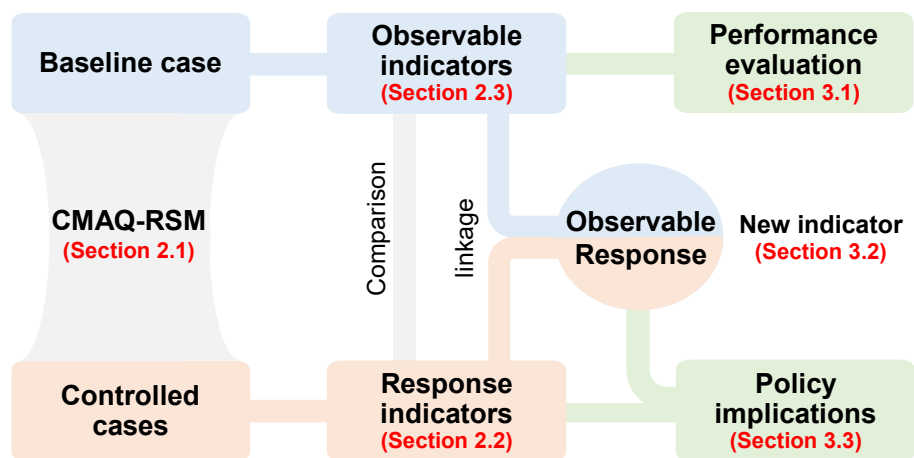 Baseline case
Observable
indicators
(Section 2.3)
Performance
evaluation
(Section 3.1)
CMAQ-RSM
(Section 2.1)
Comparison
linkage
Observable
Response
New indicator
(Section 3.2)
Controlled
cases
Response
indicators
(Section 2.2)
Policy
implications
(Section 3.3)